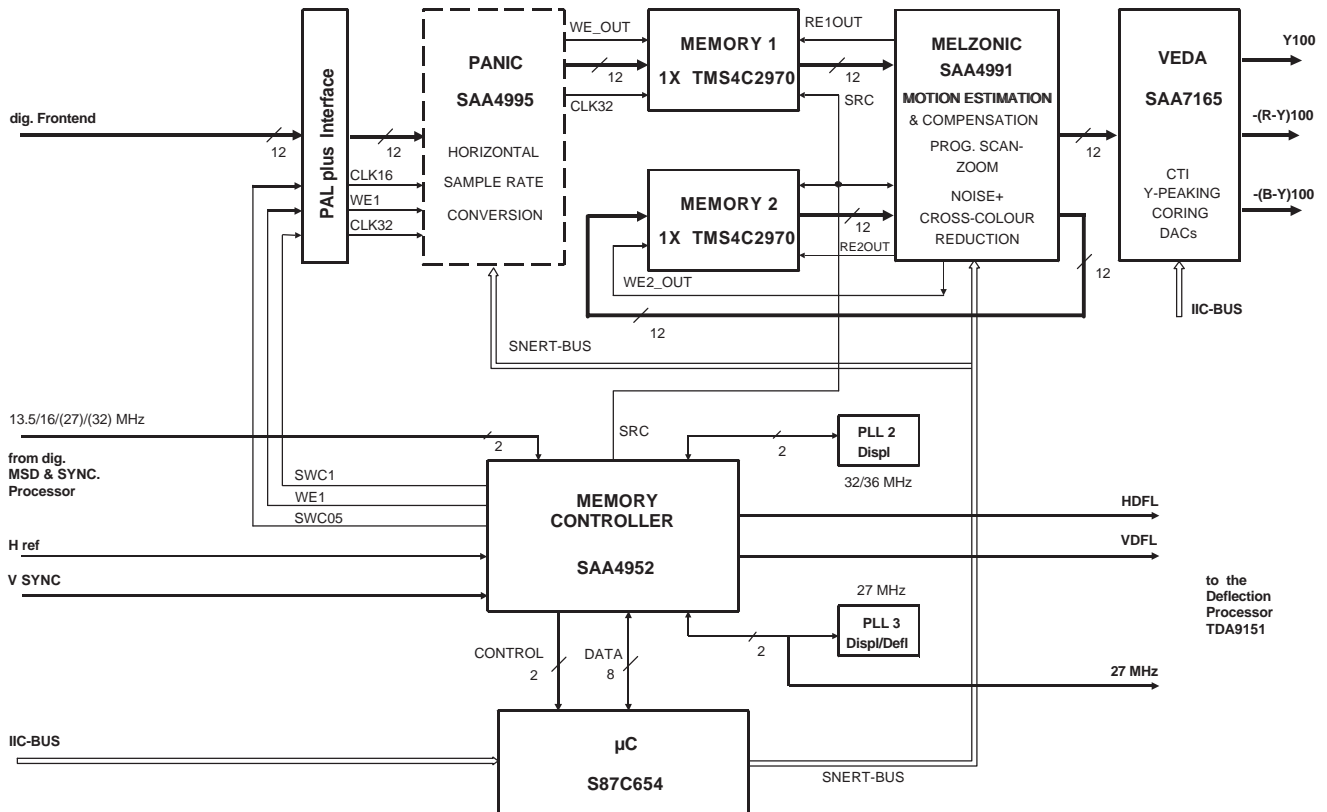 dig. Frontend
12
PAL plus Interface
12
CLK16
WE1
CLK32
PANIC
SAA4995
HORIZONTAL
SAMPLE RATE
CONVERSION
WE_OUT
12
CLK32
MEMORY 1
1X TMS4C2970
RE1OUT
12
SRC
MEMORY 2
1X TMS4C2970
12
RE2OUT
WE2_OUT
12
MELZONIC
SAA4991
MOTION ESTIMATION
& COMPENSATION
PROG. SCAN-
ZOOM
NOISE+
CROSS-COLOUR
REDUCTION
12
12
VEDA
SAA7165
CTI
Y-PEAKING
CORING
DACs
Y100
-(R-Y)100
-(B-Y)100
IIC-BUS
SNERT-BUS
13.5/16/(27)/(32) MHz
2
from dig.
MSD & SYNC.
Processor
SWC1
WE1
SWC05
H ref
V SYNC
SRC
MEMORY
CONTROLLER
SAA4952
2
PLL 2
Displ
32/36 MHz
HDFL
VDFL
to the
Deflection
Processor
TDA9151
27 MHz
PLL 3
Displ/Defl
2
27 MHz
CONTROL
2
DATA
8
IIC-BUS
µC
S87C654
SNERT-BUS